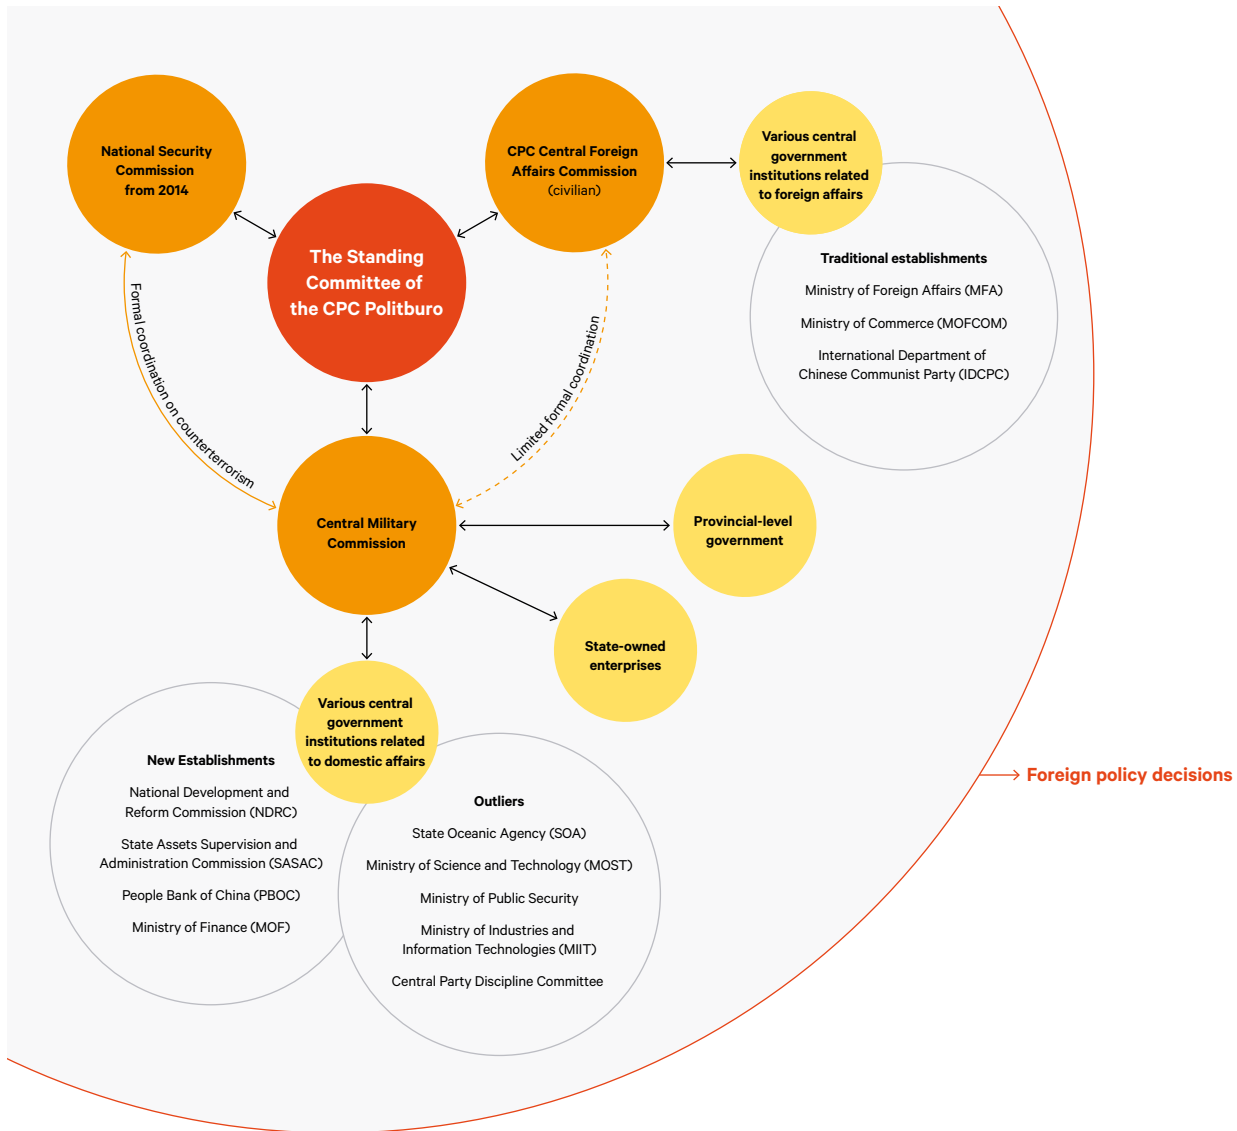 National Security
Commission
from 2014
CPC Central Foreign
Affairs Commission
(civilian)
Various central
government
institutions related
to foreign affairs
The Standing
Committee of
the CPC Politburo
Traditional establishments
Ministry of Foreign Affairs (MFA)
Ministry of Commerce (MOFCOM)
International Department of
Chinese Communist Party (IDCPC)
Formal coordination on counterterrorism
Limited formal coordination
Central Military
Commission
Provincial-level
government
State-owned
enterprises
Various central
government
institutions related
to domestic affairs
New Establishments
National Development and
Reform Commission (NDRC)
State Assets Supervision and
Administration Commission (SASAC)
People Bank of China (PBOC)
Ministry of Finance (MOF)
Outliers
State Oceanic Agency (SOA)
Ministry of Science and Technology (MOST)
Ministry of Public Security
Ministry of Industries and
Information Technologies (MIIT)
Central Party Discipline Committee
Foreign policy decisions